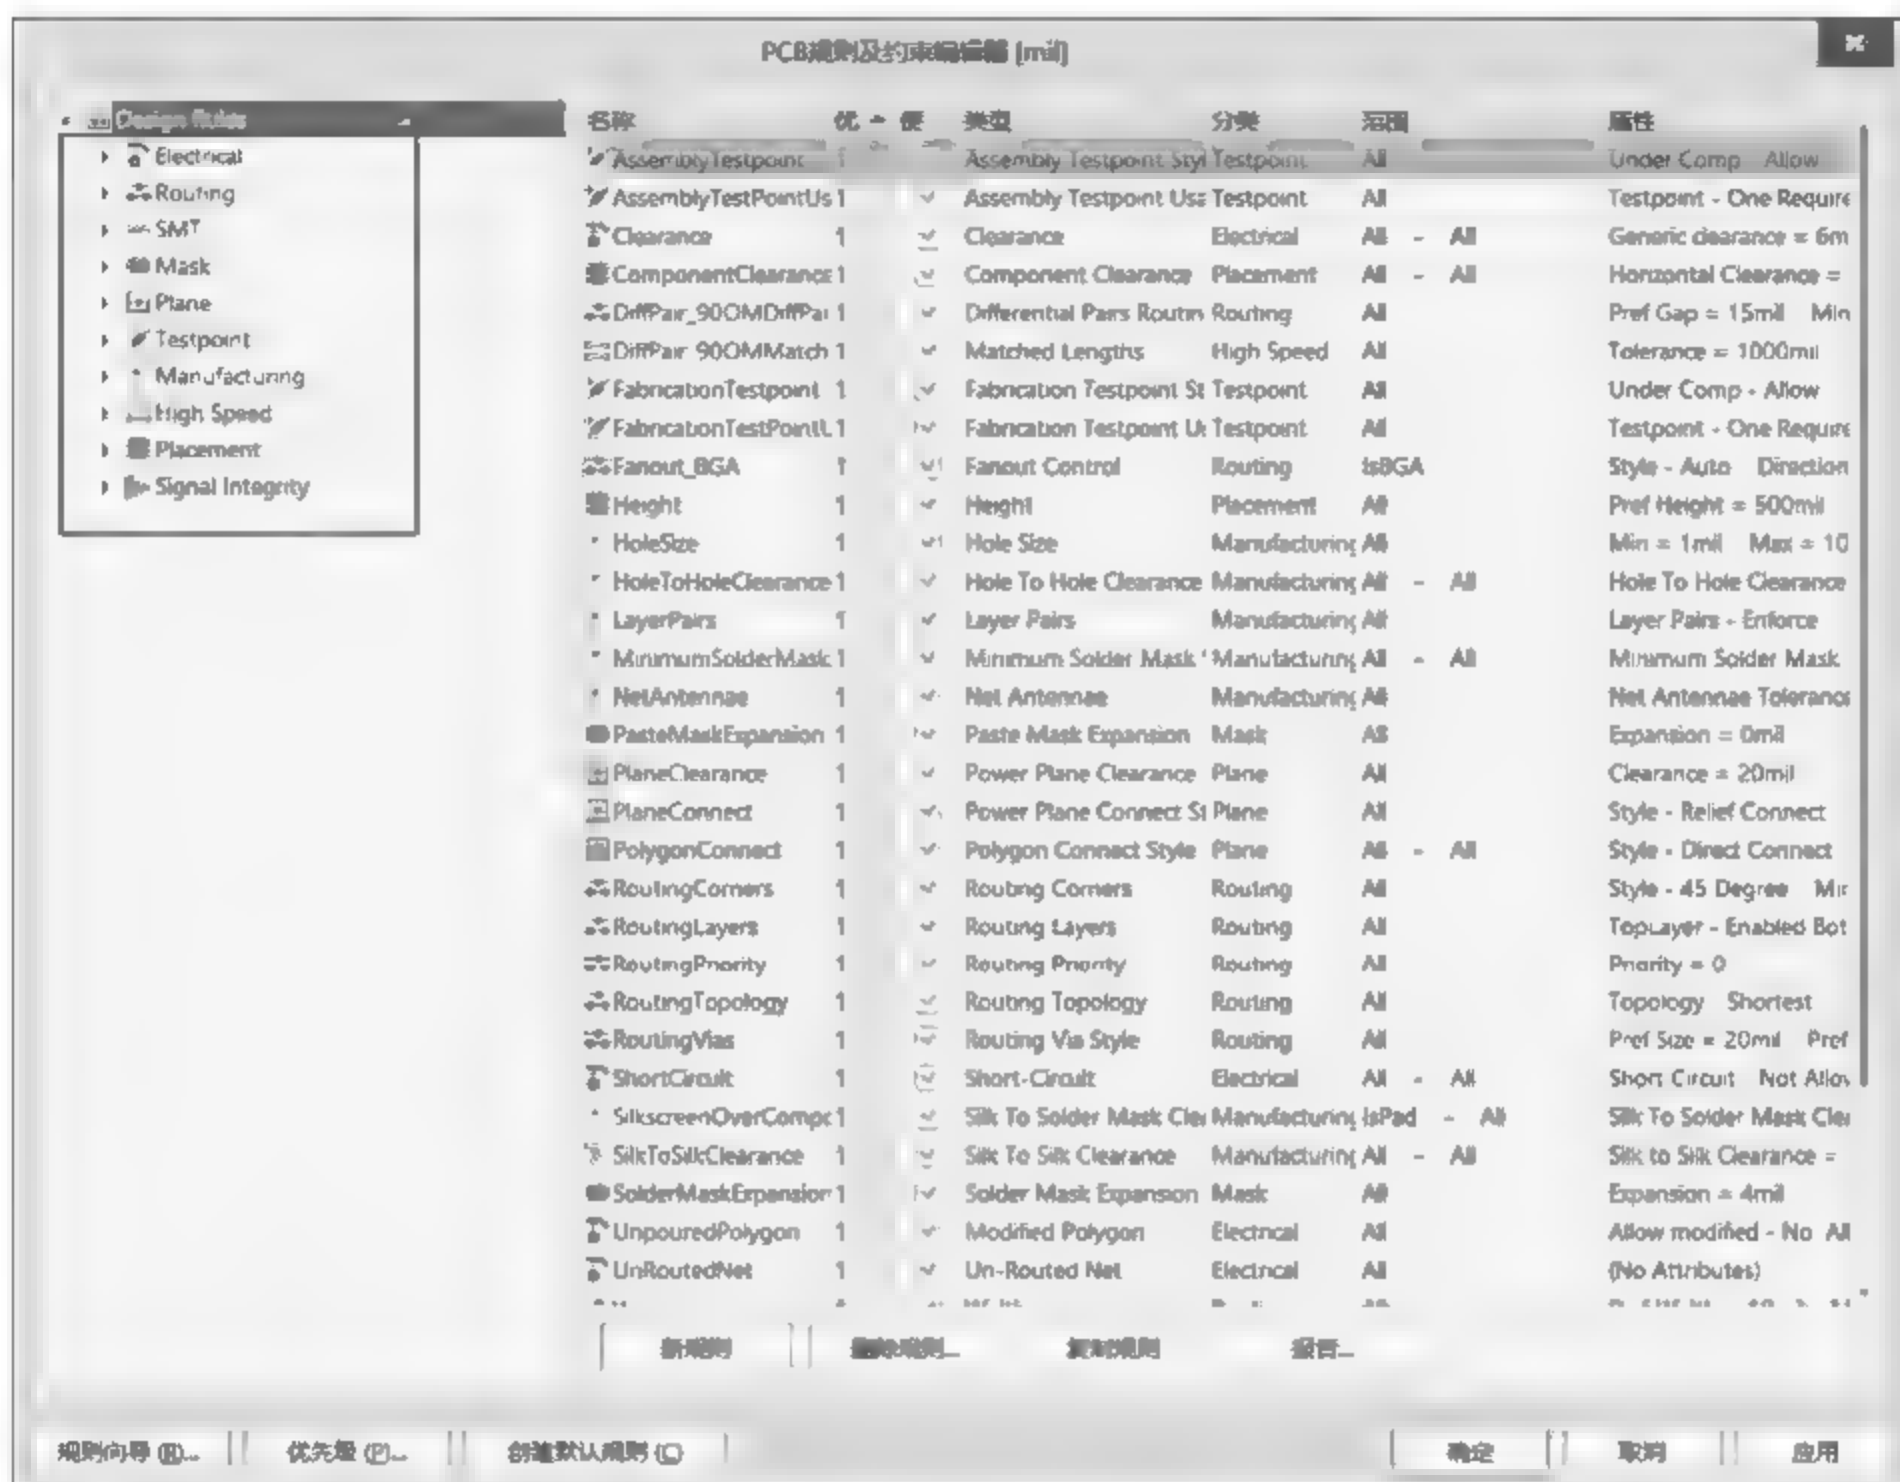 PCB规则及约束编辑器 [mil]
Design Rules
Electrical
Routing
SMT
Mask
Plane
Testpoint
Manufacturing
High Speed
Placement
Signal Integrity
名称 优 类型 分类 范围 属性
AssemblyTestpoint 1 Assembly Testpoint Styl Testpoint All Under Comp Allow
AssemblyTestPointUs 1 Assembly Testpoint Usa Testpoint All Testpoint - One Require
Clearance 1 Clearance Electrical All - All Generic clearance = 6m
ComponentClearance 1 Component Clearance Placement All - All Horizontal Clearance =
DiffPair_90OMDiffPai 1 Differential Pairs Routin Routing All Pref Gap = 15mil Min
DiffPair_90OMMatch 1 Matched Lengths High Speed All Tolerance = 1000mil
FabricationTestpoint 1 Fabrication Testpoint St Testpoint All Under Comp - Allow
FabricationTestPointU 1 Fabrication Testpoint U Testpoint All Testpoint - One Require
Fanout_BGA 1 Fanout Control Routing IsBGA Style - Auto Direction
Height 1 Height Placement All Pref Height = 500mil
HoleSize 1 Hole Size Manufacturing All Min = 1mil Max = 10
HoleToHoleClearance 1 Hole To Hole Clearance Manufacturing All - All Hole To Hole Clearance
LayerPairs 1 Layer Pairs Manufacturing All Layer Pairs - Enforce
MinimumSolderMask 1 Minimum Solder Mask Manufacturing All - All Minimum Solder Mask
NetAntennae 1 Net Antennae Manufacturing All Net Antennae Tolerance
PasteMaskExpansion 1 Paste Mask Expansion Mask All Expansion = 0mil
PlaneClearance 1 Power Plane Clearance Plane All Clearance = 20mil
PlaneConnect 1 Power Plane Connect St Plane All Style - Relief Connect
PolygonConnect 1 Polygon Connect Style Plane All - All Style - Direct Connect
RoutingCorners 1 Routing Corners Routing All Style - 45 Degree Mir
RoutingLayers 1 Routing Layers Routing All TopLayer - Enabled Bot
RoutingPriority 1 Routing Priority Routing All Priority = 0
RoutingTopology 1 Routing Topology Routing All Topology Shortest
RoutingVias 1 Routing Via Style Routing All Pref Size = 20mil Pref
ShortCircuit 1 Short-Circuit Electrical All - All Short Circuit Not Allov
SilkscreenOverCompc 1 Silk To Solder Mask Clea Manufacturing IsPad - All Silk To Solder Mask Clea
SilkToSilkClearance 1 Silk To Silk Clearance Manufacturing All - All Silk to Silk Clearance =
SolderMaskExpansion 1 Solder Mask Expansion Mask All Expansion = 4mil
UnpouredPolygon 1 Modified Polygon Electrical All Allow modified - No All
UnRoutedNet 1 Un-Routed Net Electrical All (No Attributes)
新规则 删除规则... 复制规则 报告...
规则向导 (R)... 优先级 (P)... 创建默认规则 (C) 确定 取消 应用